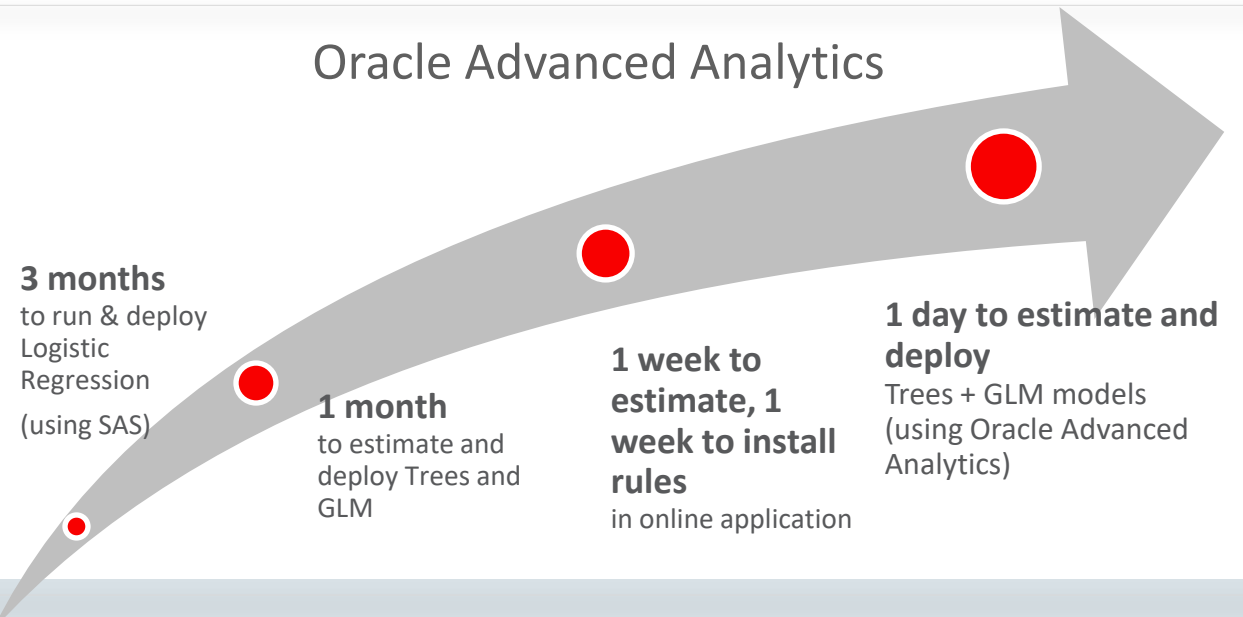 Oracle Advanced Analytics
3 months
to run & deploy
Logistic
Regression
(using SAS)
1 month
to estimate and
deploy Trees and
GLM
1 week to
estimate, 1
week to install
rules
in online application
1 day to estimate and
deploy
Trees + GLM models
(using Oracle Advanced
Analytics)